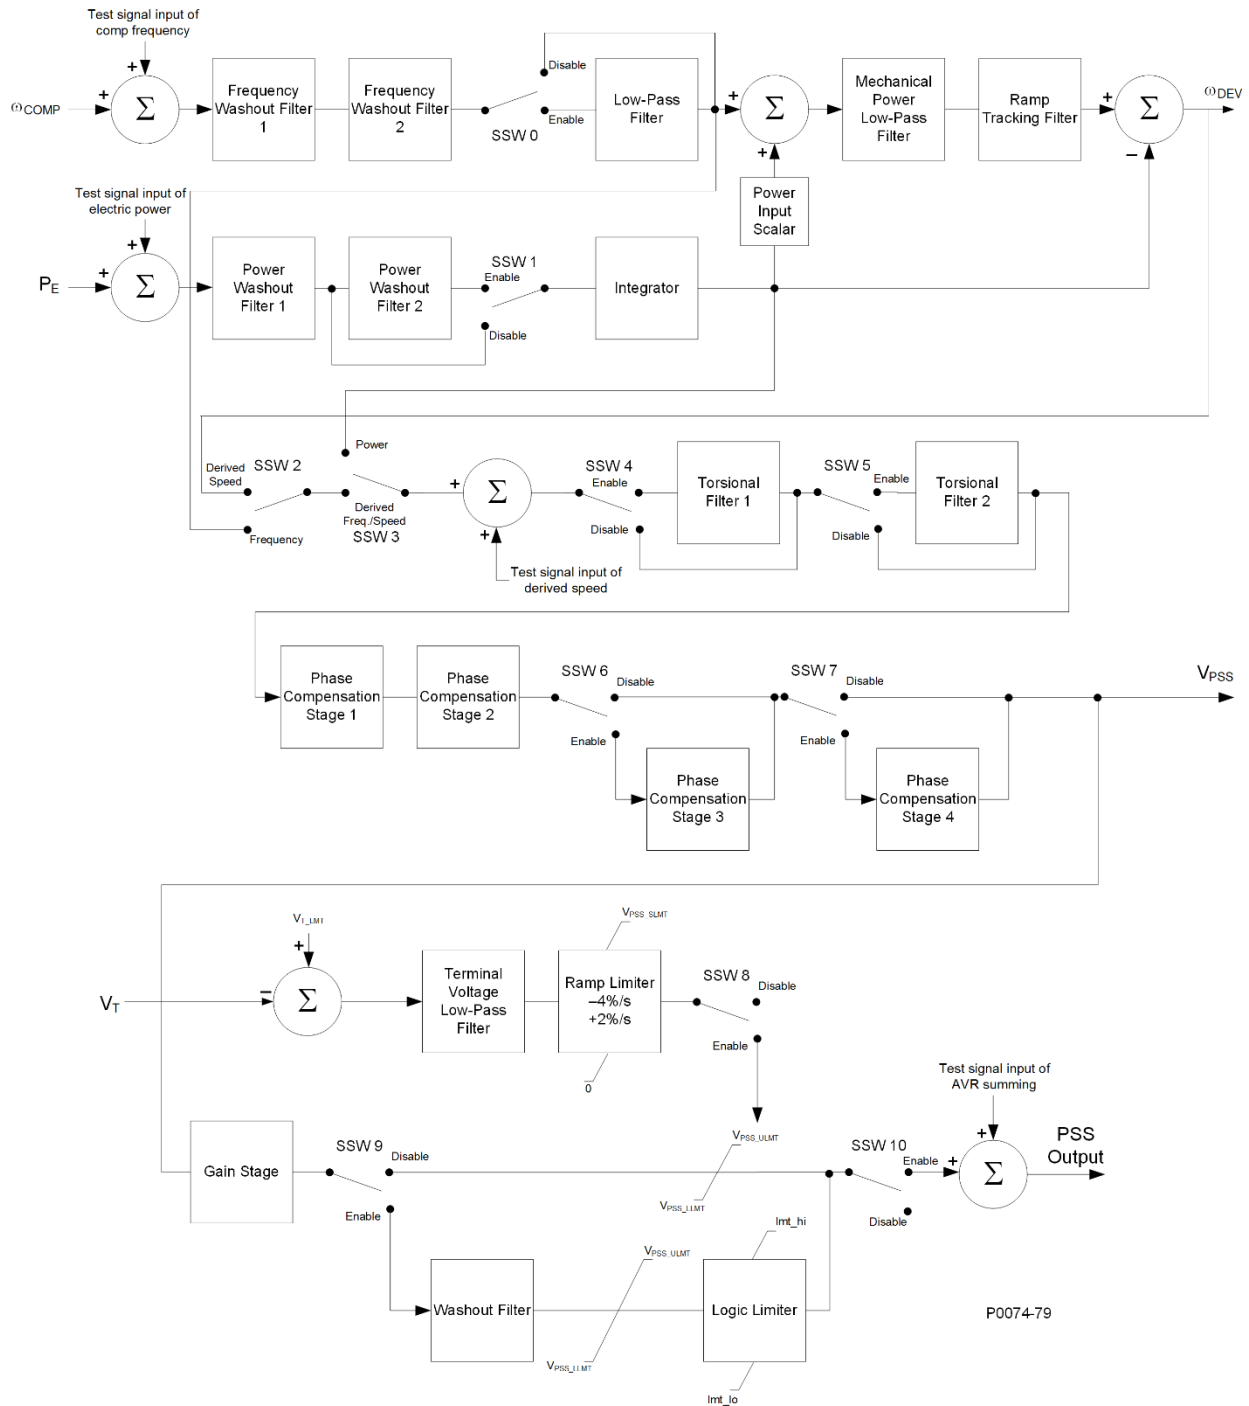 Test signal input of
comp frequency
+
+
ωCOMP
Σ
Frequency
Washout Filter
1
Frequency
Washout Filter
2
Disable
Enable
SSW 0
Low-Pass
Filter
+
Σ
+
Mechanical
Power
Low-Pass
Filter
Ramp
Tracking Filter
+
Σ
–
ωDEV
Test signal input of
electric power
+
+
PE
Σ
Power
Washout
Filter 1
Power
Washout
Filter 2
SSW 1
Enable
Disable
Integrator
Power
Input
Scalar
Derived
Speed
SSW 2
Frequency
Power
Derived
Freq./Speed
SSW 3
+
Σ
+
Test signal input of
derived speed
SSW 4
Enable
Disable
Torsional
Filter 1
SSW 5
Enable
Disable
Torsional
Filter 2
Phase
Compensation
Stage 1
Phase
Compensation
Stage 2
SSW 6
Disable
Enable
Phase
Compensation
Stage 3
SSW 7
Disable
Enable
Phase
Compensation
Stage 4
VPSS
VT_LMT
+
–
VT
Σ
Terminal
Voltage
Low-Pass
Filter
VPSS_SLMT
Ramp Limiter
–4%/s
+2%/s
0
SSW 8
Disable
Enable
Gain Stage
SSW 9
Disable
Enable
VPSS_ULMT
VPSS_LLMT
SSW 10
Enable
Disable
Test signal input of
AVR summing
+
+
Σ
PSS
Output
Washout Filter
VPSS_ULMT
VPSS_LLMT
lmt_hi
Logic Limiter
lmt_lo
P0074-79